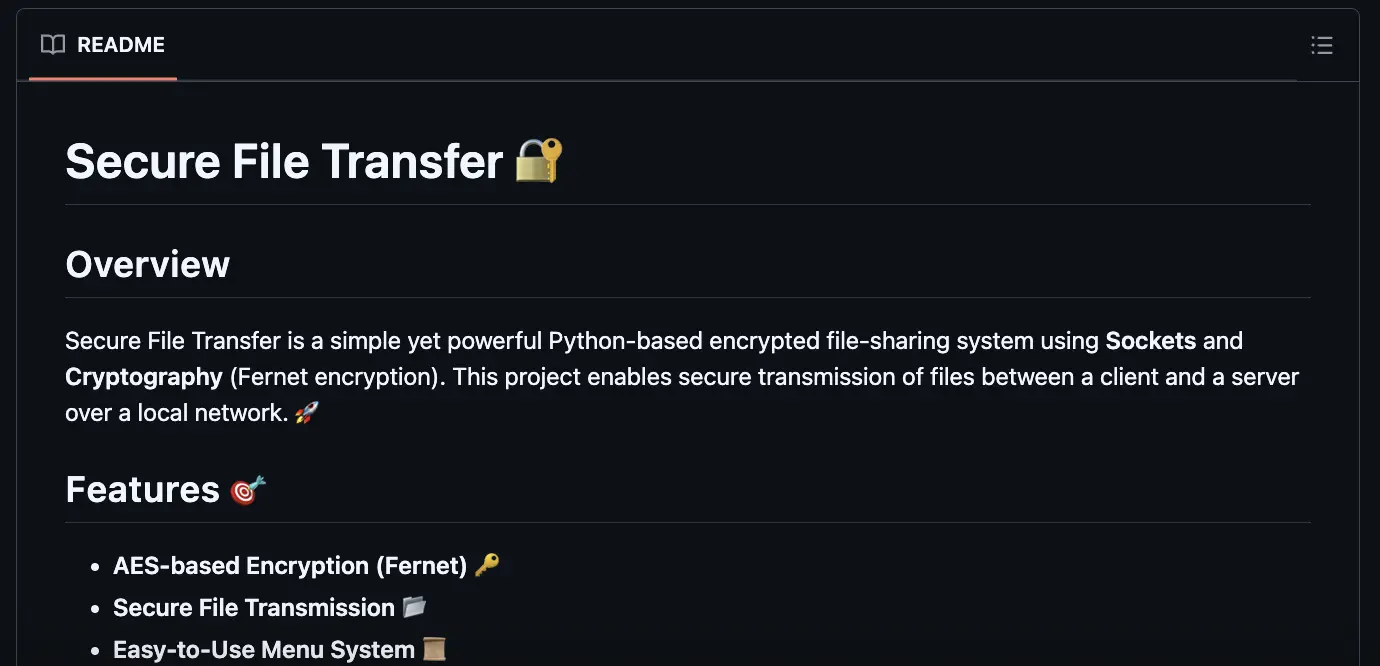 README
Secure File Transfer 🔐
Overview
Secure File Transfer is a simple yet powerful Python-based encrypted file-sharing system using Sockets and
Cryptography (Fernet encryption). This project enables secure transmission of files between a client and a server
over a local network. 🚀
Features 🎯
• AES-based Encryption (Fernet) 🔑
• Secure File Transmission 📂
• Easy-to-Use Menu System 📜